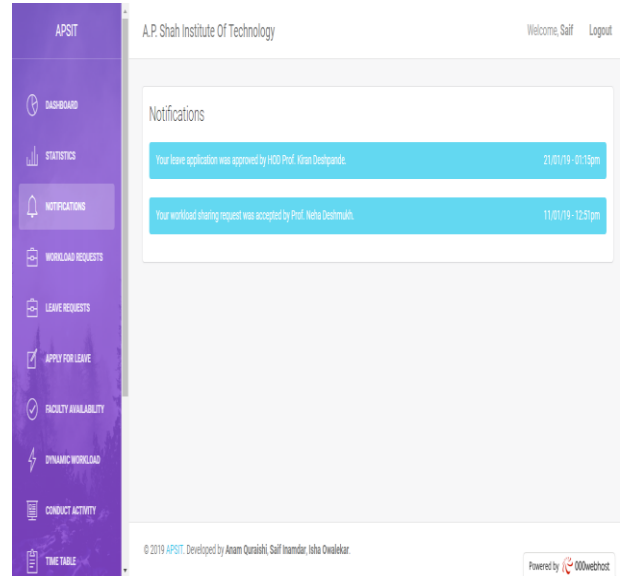 APSIT
A.P. Shah Institute Of Technology
Welcome, Saif Logout
DASHBOARD
STATISTICS
NOTIFICATIONS
WORKLOAD REQUESTS
LEAVE REQUESTS
APPLY FOR LEAVE
FACULTY AVAILABILITY
DYNAMIC WORKLOAD
CONDUCT ACTIVITY
TIME TABLE
Notifications
Your leave application was approved by HOD Prof. Kiran Deshpande. 21/01/19 - 01:15pm
Your workload sharing request was accepted by Prof. Neha Deshmukh. 11/01/19 - 12:51pm
© 2019 APSIT. Developed by Anam Quraishi, Saif Inamdar, Isha Owalekar.
Powered by 000webhost